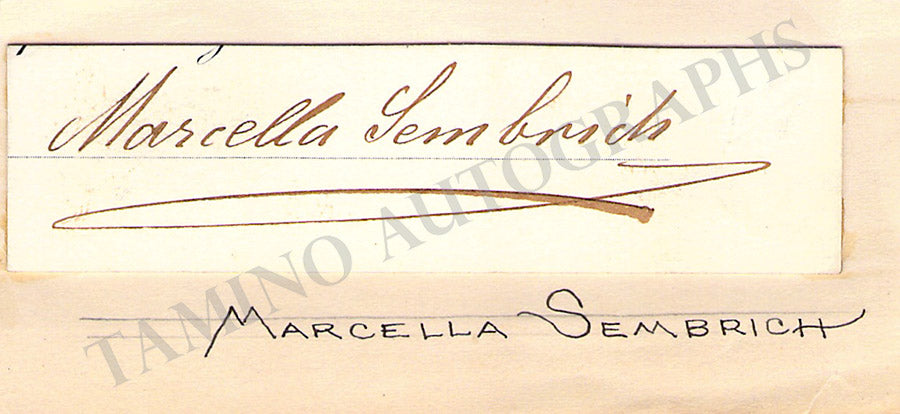 Marcella Sembrich
MARCELLA SEMBRICH
TAMINO AUTOGRAPHS